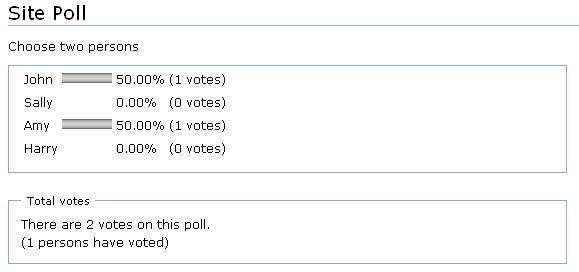 Site Poll
Choose two persons
John 50.00% (1 votes)
Sally 0.00% (0 votes)
Amy 50.00% (1 votes)
Harry 0.00% (0 votes)
Total votes
There are 2 votes on this poll.
(1 persons have voted)